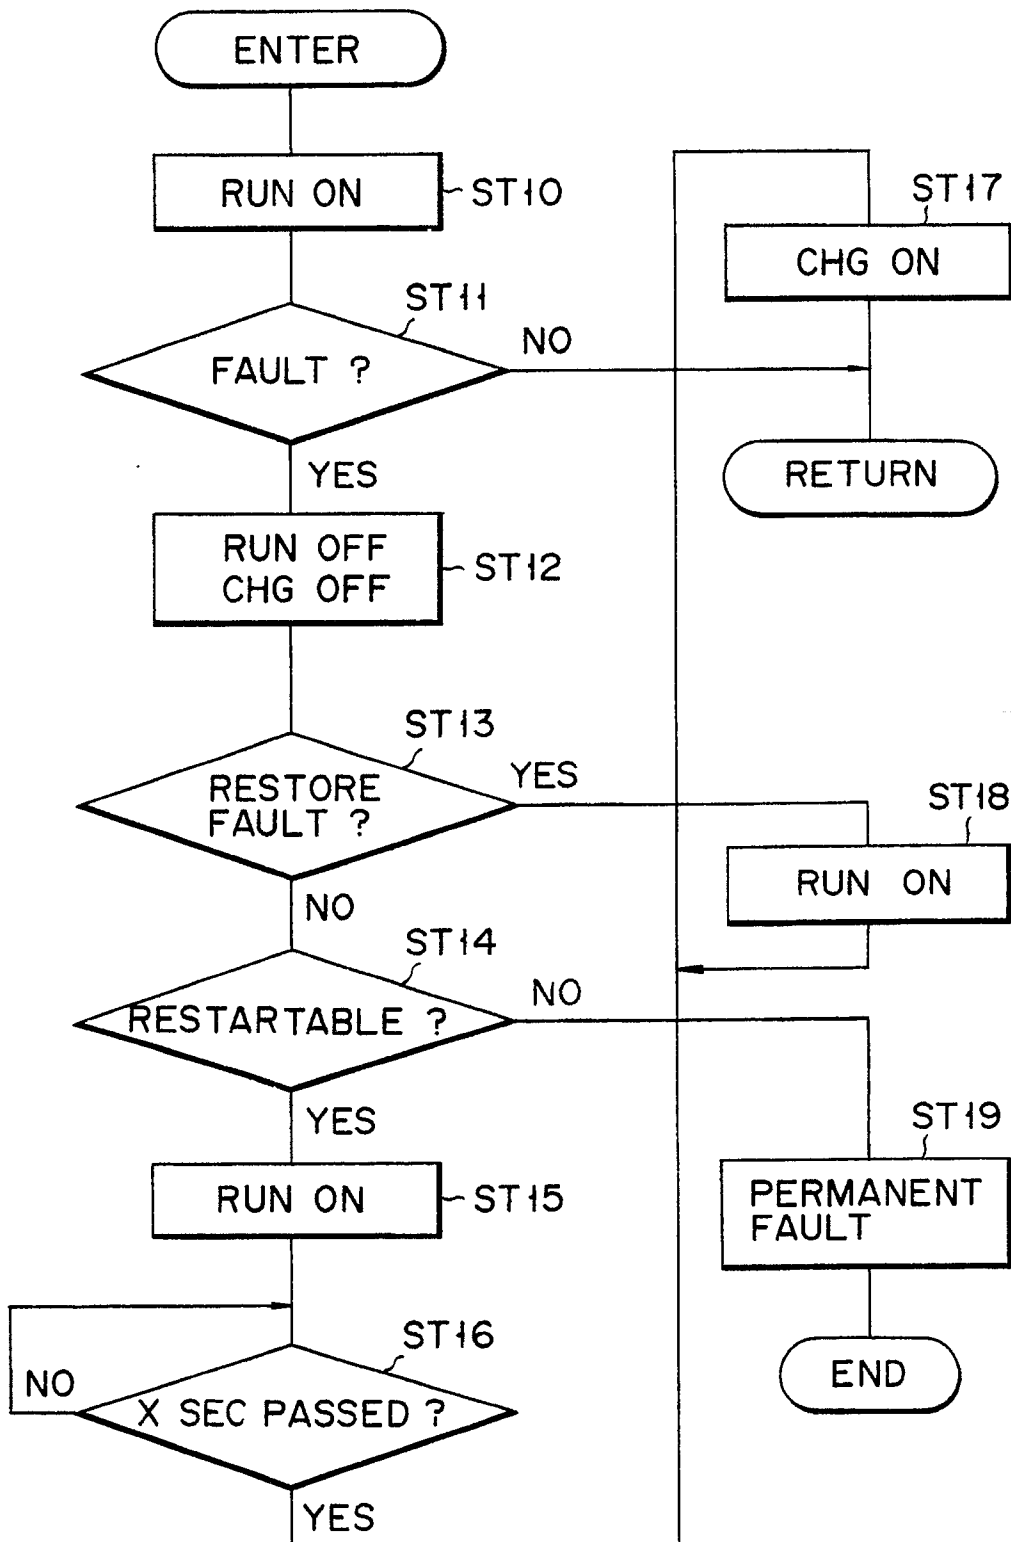 ENTER
RUN ON
ST10
ST17
CHG ON
ST11
FAULT ?
NO
YES
RETURN
RUN OFF
CHG OFF
ST12
ST13
RESTORE
FAULT ?
YES
ST18
RUN ON
NO
ST14
RESTARTABLE ?
NO
YES
ST19
PERMANENT
FAULT
RUN ON
ST15
ST16
NO
X SEC PASSED ?
END
YES